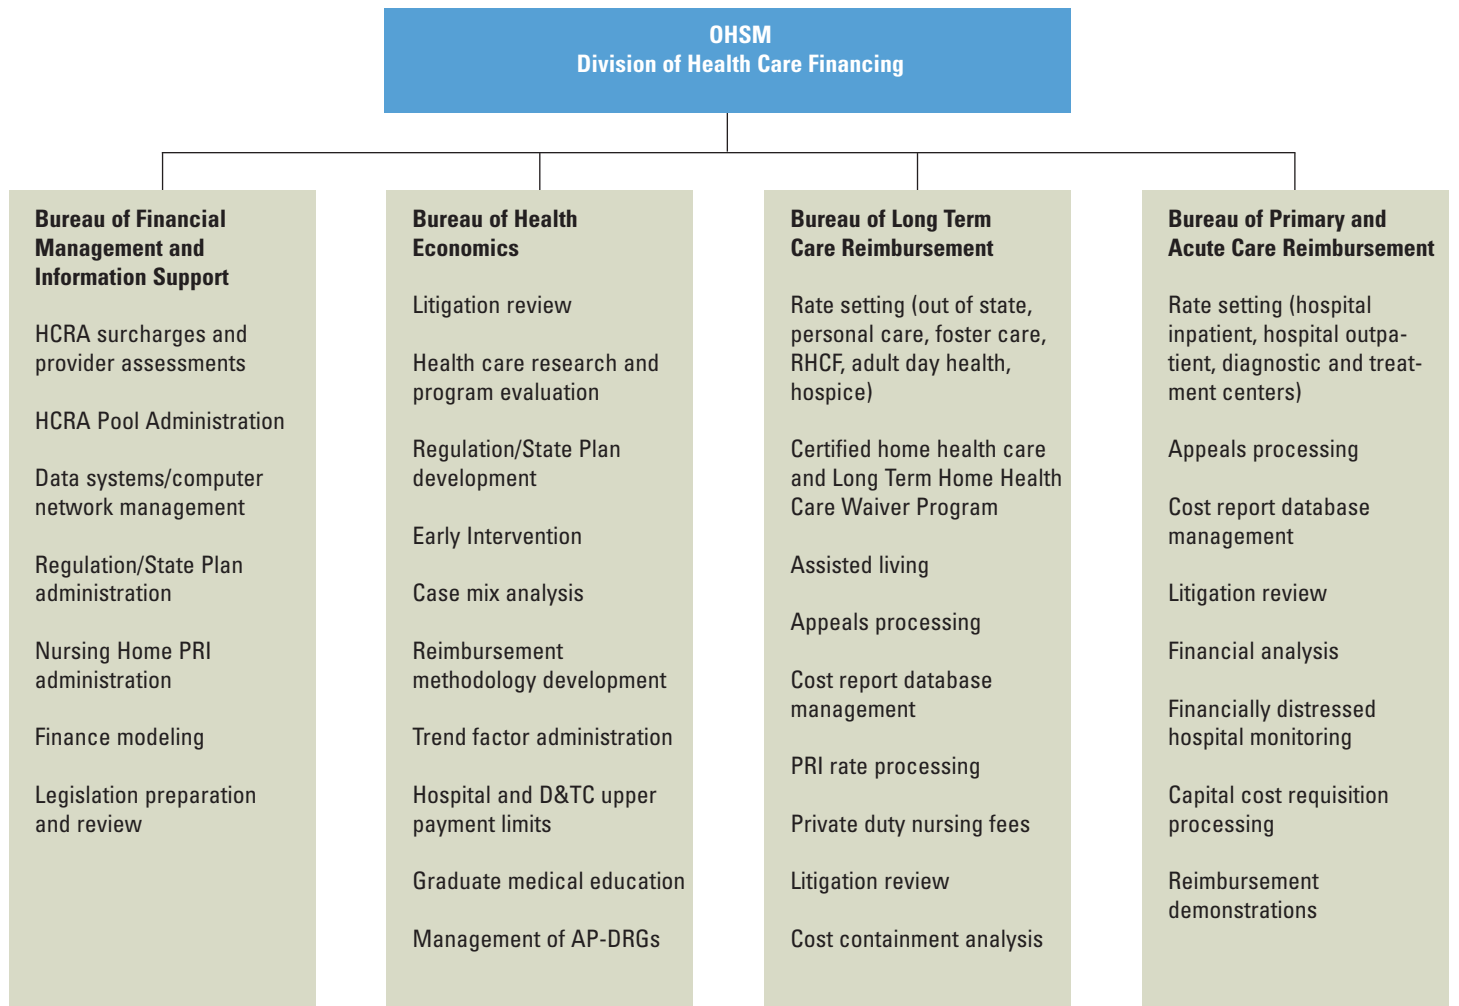 OHSM
Division of Health Care Financing
Bureau of Financial
Management and
Information Support
HCRA surcharges and
provider assessments
HCRA Pool Administration
Data systems/computer
network management
Regulation/State Plan
administration
Nursing Home PRI
administration
Finance modeling
Legislation preparation
and review
Bureau of Health
Economics
Litigation review
Health care research and
program evaluation
Regulation/State Plan
development
Early Intervention
Case mix analysis
Reimbursement
methodology development
Trend factor administration
Hospital and D&TC upper
payment limits
Graduate medical education
Management of AP-DRGs
Bureau of Long Term
Care Reimbursement
Rate setting (out of state,
personal care, foster care,
RHCF, adult day health,
hospice)
Certified home health care
and Long Term Home Health
Care Waiver Program
Assisted living
Appeals processing
Cost report database
management
PRI rate processing
Private duty nursing fees
Litigation review
Cost containment analysis
Bureau of Primary and
Acute Care Reimbursement
Rate setting (hospital
inpatient, hospital outpa-
tient, diagnostic and treat-
ment centers)
Appeals processing
Cost report database
management
Litigation review
Financial analysis
Financially distressed
hospital monitoring
Capital cost requisition
processing
Reimbursement
demonstrations